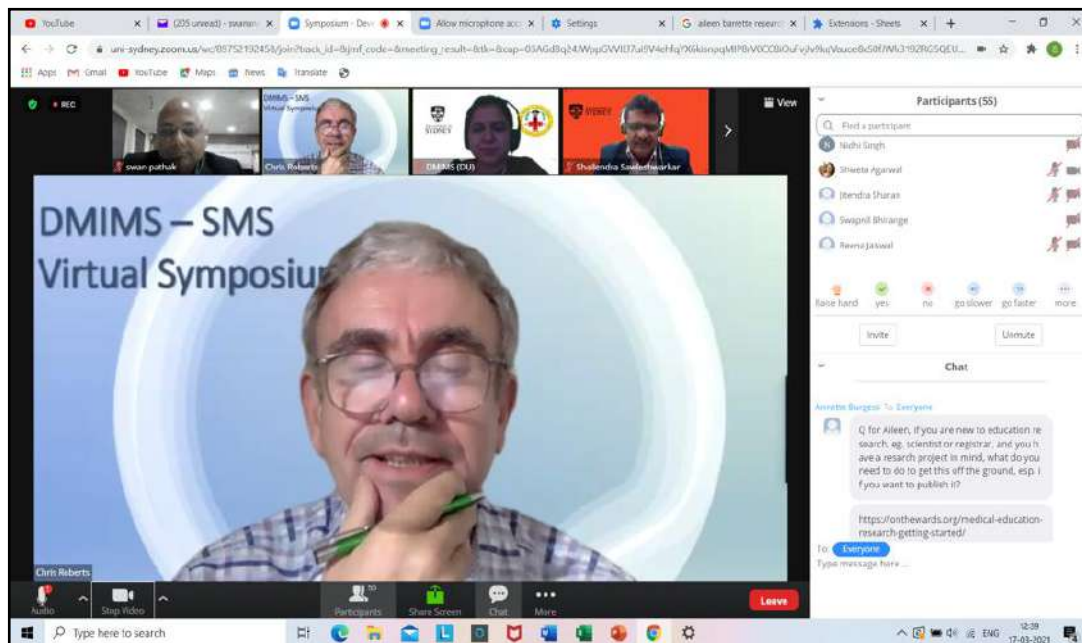 YouTube
(205 unread) - swanand
Symposium - Deve
Allow microphone acc
Settings
aileen barrette research
Extensions - Sheets
Apps
Gmail
YouTube
Maps
News
Translate
REC
View
swan pathak
DMIMS – SMS
Virtual Symposium
Chris Roberts
SYDNEY
DMIMS (DU)
SYDNEY
Shailendra Sawleshwarkar
DMIMS – SMS
Virtual Symposiu
Chris Roberts
Audio
Stop Video
Participants
Share Screen
Chat
More
Leave
Participants (55)
Find a participant
Nidhi Singh
Shweta Agarwal
Jitendra Sharan
Swapnil Bhirange
Reena Jaiswal
raise hand
yes
no
go slower
go faster
more
Invite
Unmute
Chat
Annette Burgess To Everyone
Q for Aileen, if you are new to education re
search, eg. scientist or registrar, and you h
ave a resarch project in mind, what do you
need to do to get this off the ground, esp. i
f you want to publish it?
https://onthewards.org/medical-education-
research-getting-started/
To: Everyone
Type message here ...
Type here to search
ENG
12:39
17-03-2021